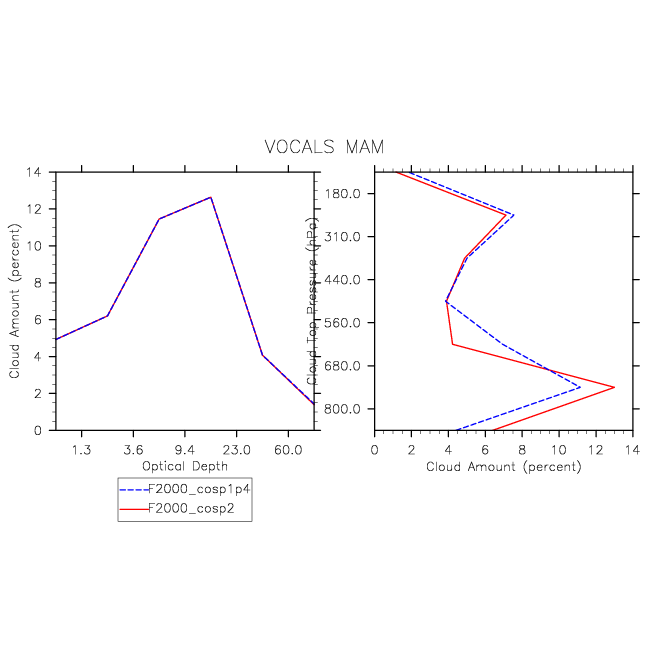 VOCALS MAM
14
12
10
8
6
4
2
0
Cloud Amount (percent)
1.3 3.6 9.4 23.0 60.0
Optical Depth
F2000_cosp1p4
F2000_cosp2
Cloud Top Pressure (hPa)
180.0
310.0
440.0
560.0
680.0
800.0
0 2 4 6 8 10 12 14
Cloud Amount (percent)